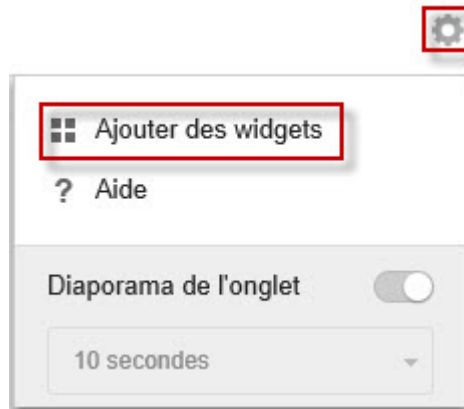 Ajouter des widgets
? Aide
Diaporama de l'onglet
10 secondes